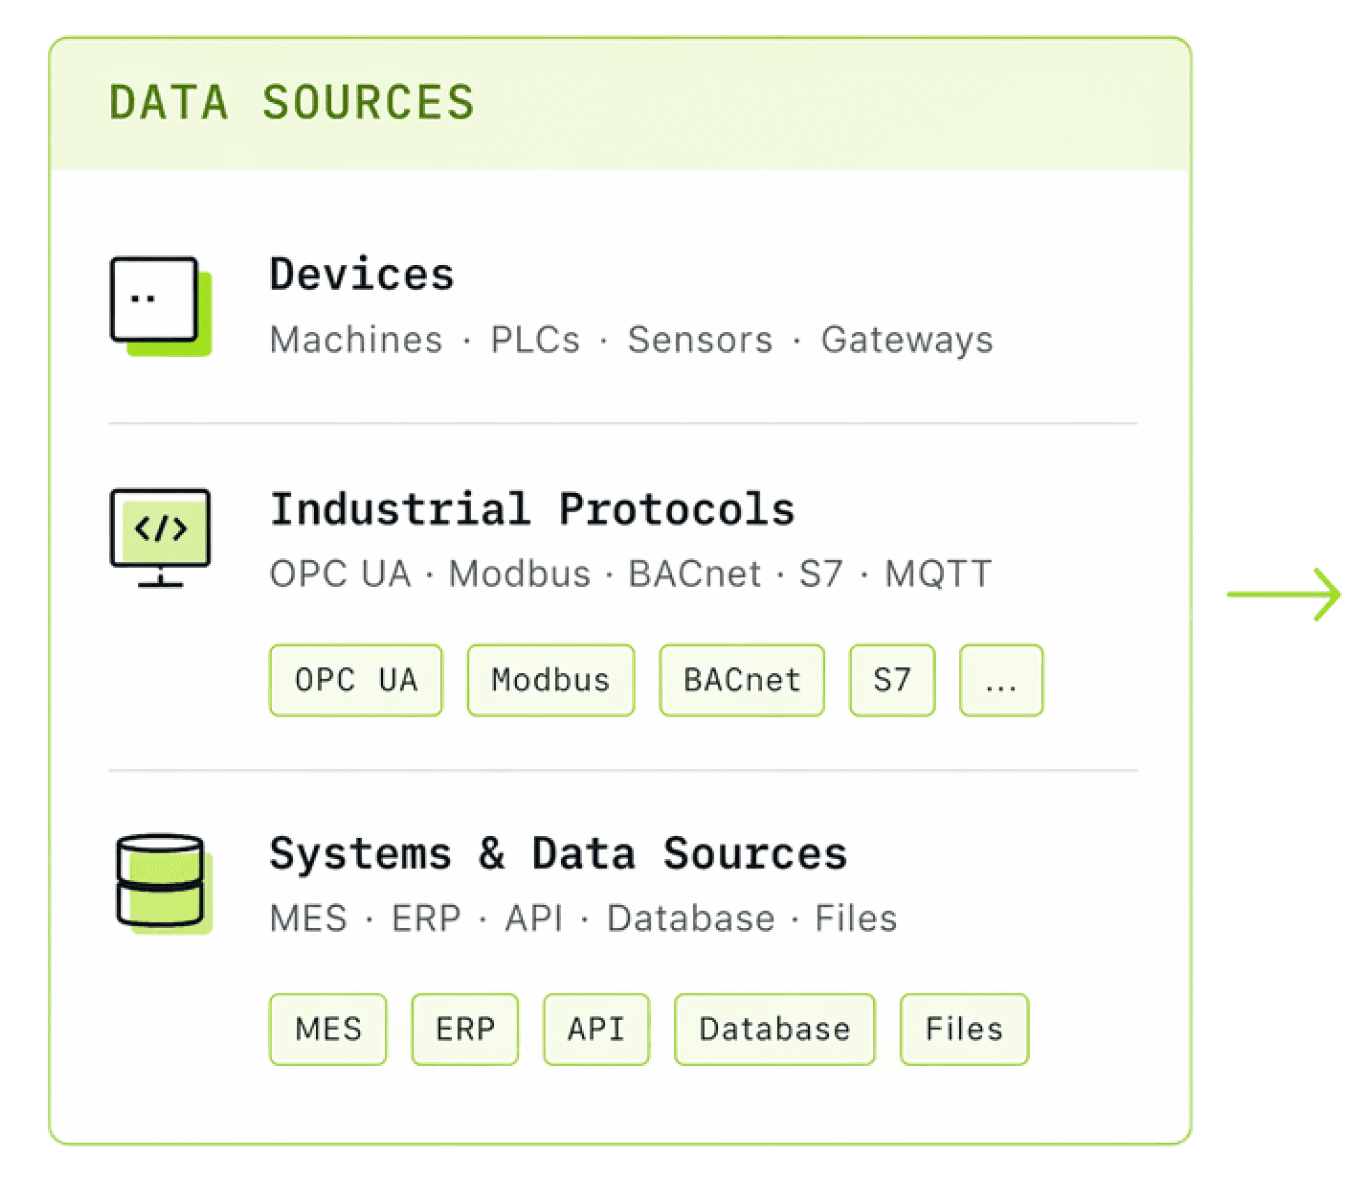 DATA SOURCES
Devices
Machines · PLCs · Sensors · Gateways
</>
Industrial Protocols
OPC UA · Modbus · BACnet · S7 · MQTT
OPC UA Modbus BACnet S7 ...
Systems & Data Sources
MES · ERP · API · Database · Files
MES ERP API Database Files